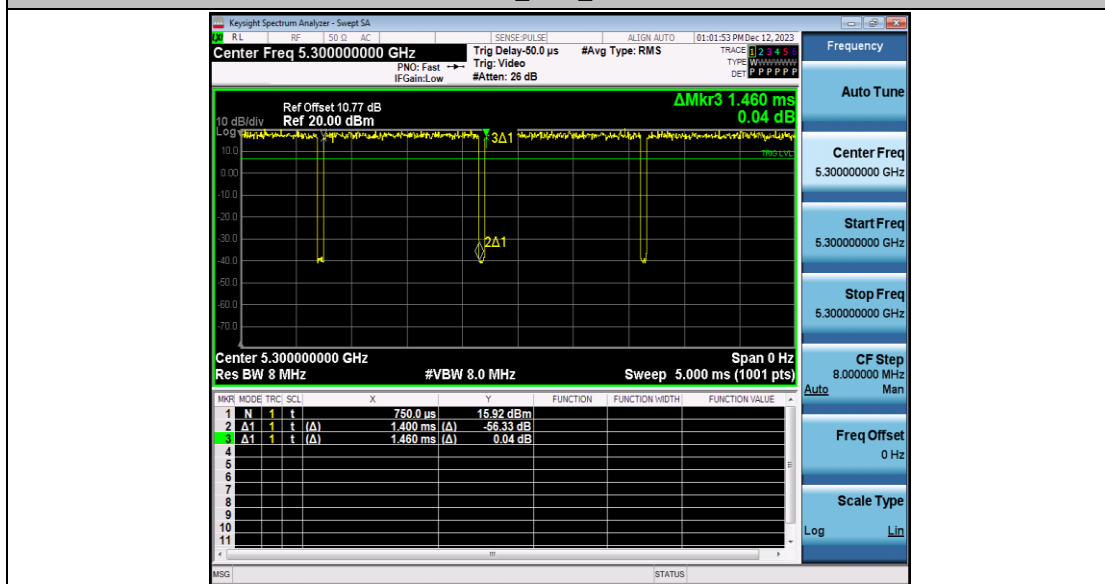 Keysight Spectrum Analyzer - Swept SA
RL RF 50 Ω AC SENSE:PULSE ALIGN AUTO 01:01:53 PM Dec 12, 2023
Center Freq 5.300000000 GHz
PNO: Fast
IFGain:Low
Trig Delay-50.0 µs
Trig: Video
#Atten: 26 dB
#Avg Type: RMS
TRACE 1 2 3 4 5 6
TYPE WWWWWW
DET P P P P P P
ΔMkr3 1.460 ms
0.04 dB
Ref Offset 10.77 dB
10 dB/div Ref 20.00 dBm
Log
10.0
0.00
-10.0
-20.0
-30.0
-40.0
-50.0
-60.0
-70.0
1
3Δ1
TRIG LVL
2Δ1
Center 5.300000000 GHz Span 0 Hz
Res BW 8 MHz #VBW 8.0 MHz Sweep 5.000 ms (1001 pts)
MKR MODE TRC SCL X Y FUNCTION FUNCTION WIDTH FUNCTION VALUE
1 N 1 t 750.0 µs 15.92 dBm
2 Δ1 1 t (Δ) 1.400 ms (Δ) -56.33 dB
3 Δ1 1 t (Δ) 1.460 ms (Δ) 0.04 dB
4
5
6
7
8
9
10
11
MSG STATUS
Frequency
Auto Tune
Center Freq
5.300000000 GHz
Start Freq
5.300000000 GHz
Stop Freq
5.300000000 GHz
CF Step
8.000000 MHz
Auto Man
Freq Offset
0 Hz
Scale Type
Log Lin